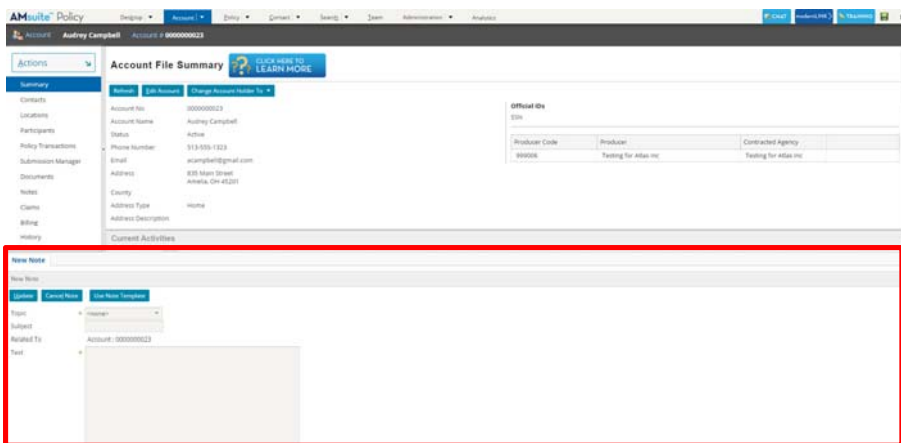 AMsuite™ Policy Desktop Account Policy Contact Search Team Administration Analytics CHAT modernLINK TRAINING
Account Audrey Campbell Account # 0000000023
Actions
Account File Summary CLICK HERE TO LEARN MORE
Summary
Refresh Edit Account Change Account Holder To
Contacts
Locations
Participants
Policy Transactions
Submission Manager
Documents
Notes
Claims
Billing
History
Account No 0000000023
Account Name Audrey Campbell
Status Active
Phone Number 513-555-1323
Email acampbell@gmail.com
Address 835 Main Street
Amelia, OH 45201
County
Address Type Home
Address Description
Official IDs
SSN
Producer Code Producer Contracted Agency
999006 Testing for Atlas Inc Testing for Atlas Inc
Current Activities
New Note
New Note
Update Cancel Note Use Note Template
Topic * <none>
Subject
Related To Account : 0000000023
Text *